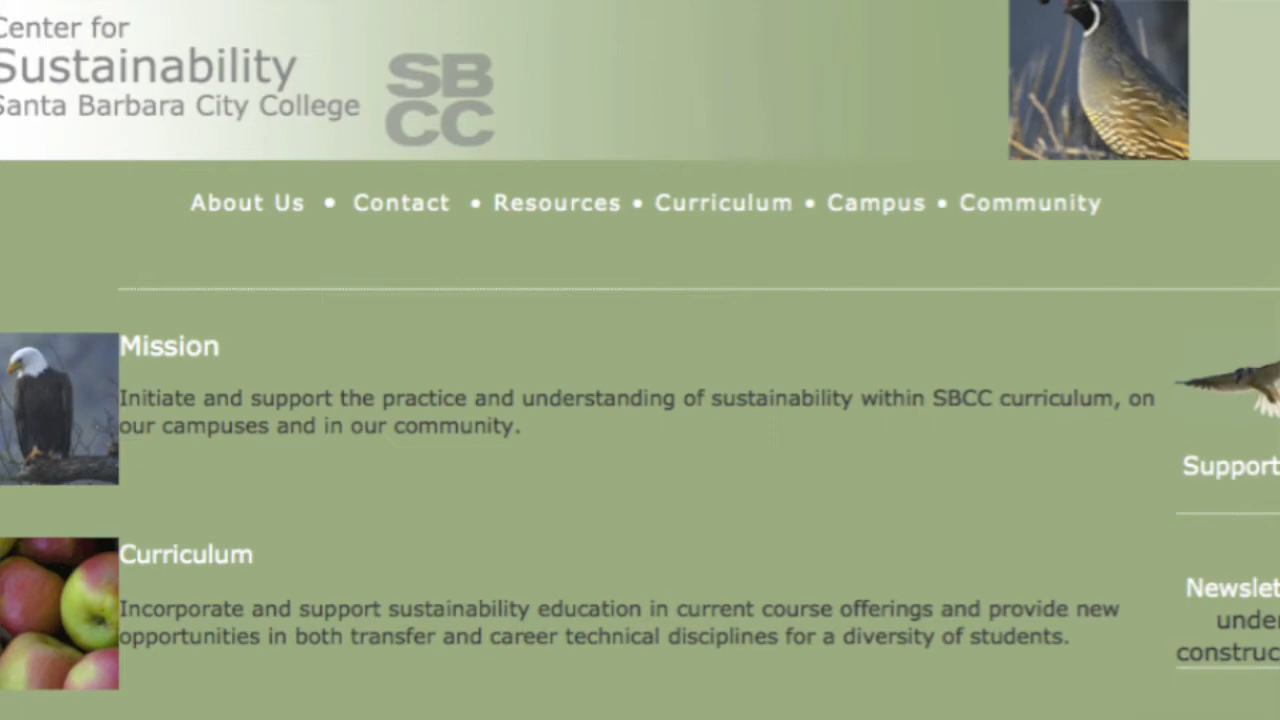 Center for
Sustainability
Santa Barbara City College
SB
CC
About Us • Contact • Resources • Curriculum • Campus • Community
Mission
Initiate and support the practice and understanding of sustainability within SBCC curriculum, on
our campuses and in our community.
Support
Curriculum
Incorporate and support sustainability education in current course offerings and provide new
opportunities in both transfer and career technical disciplines for a diversity of students.
Newslet
under
construc